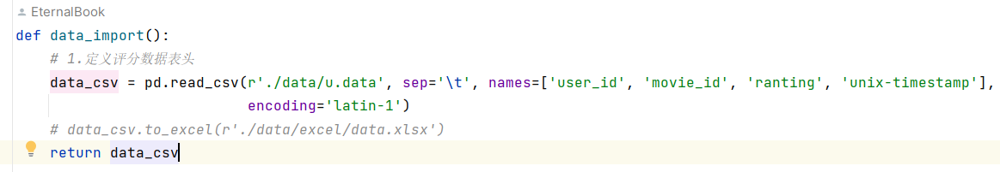 EternalBook
def data_import():
# 1.定义评分数据表头
data_csv = pd.read_csv(r'./data/u.data', sep='\t', names=['user_id', 'movie_id', 'ranting', 'unix-timestamp'],
encoding='latin-1')
# data_csv.to_excel(r'./data/excel/data.xlsx')
return data_csv